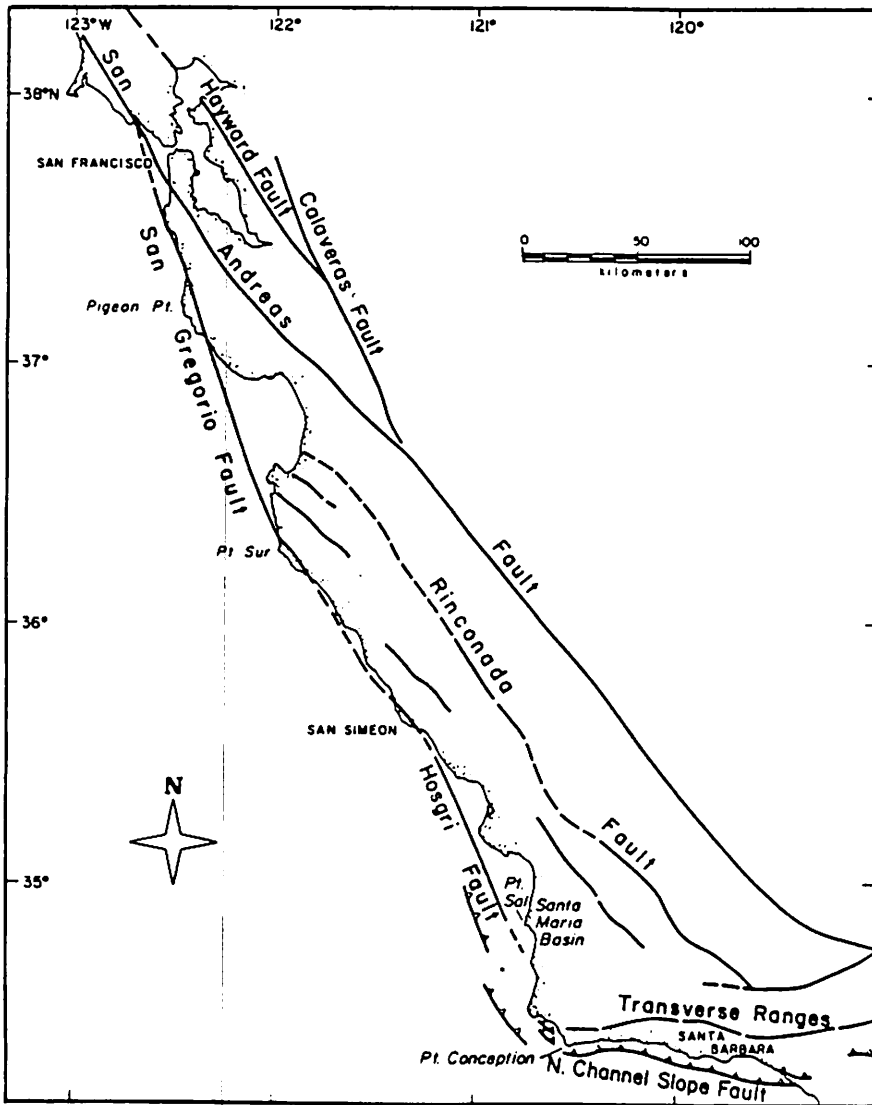 123°W
122°
121°
120°
38°N
37°
36°
35°
San
Andreas
Fault
Hayward Fault
Calaveras Fault
SAN FRANCISCO
0 50 100
kilometers
San Gregorio Fault
Pigeon Pt.
Pt Sur
Rinconada
Fault
SAN SIMEON
N
Hosgri
Fault
Pt.
Sal
Santa
Maria
Basin
Transverse Ranges
SANTA
BARBARA
Pt. Conception
N. Channel Slope Fault